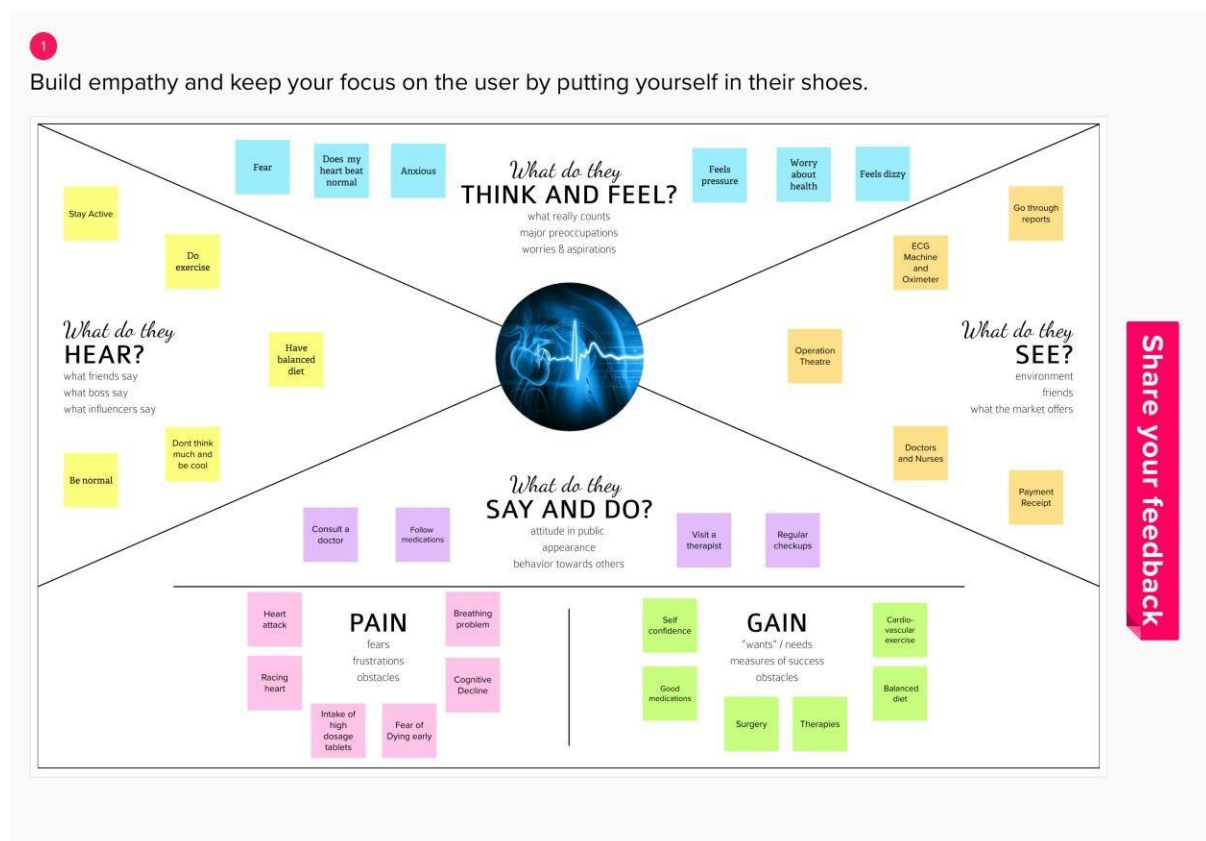 1
Build empathy and keep your focus on the user by putting yourself in their shoes.
What do they
THINK AND FEEL?
what really counts
major preoccupations
worries & aspirations
Fear
Does my
heart beat
normal
Anxious
Feels
pressure
Worry
about
health
Feels dizzy
What do they
HEAR?
what friends say
what boss say
what influencers say
Stay Active
Do
exercise
Have
balanced
diet
Dont think
much and
be cool
Be normal
What do they
SEE?
environment
friends
what the market offers
Go through
reports
ECG
Machine
and
Oximeter
Operation
Theatre
Doctors
and Nurses
Payment
Receipt
What do they
SAY AND DO?
attitude in public
appearance
behavior towards others
Consult a
doctor
Follow
medications
Visit a
therapist
Regular
checkups
PAIN
fears
frustrations
obstacles
Heart
attack
Breathing
problem
Racing
heart
Cognitive
Decline
Intake of
high
dosage
tablets
Fear of
Dying early
GAIN
"wants" / needs
measures of success
obstacles
Self
confidence
Cardio-
vascular
exercise
Good
medications
Balanced
diet
Surgery
Therapies
Share your feedback